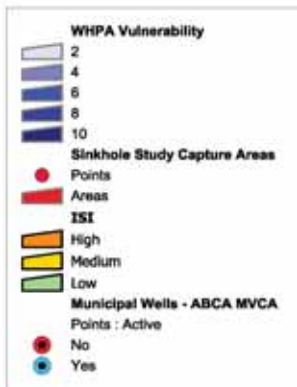 WHPA Vulnerability
2
4
6
8
10
Sinkhole Study Capture Areas
Points
Areas
ISI
High
Medium
Low
Municipal Wells - ABCA MVCA
Points : Active
No
Yes